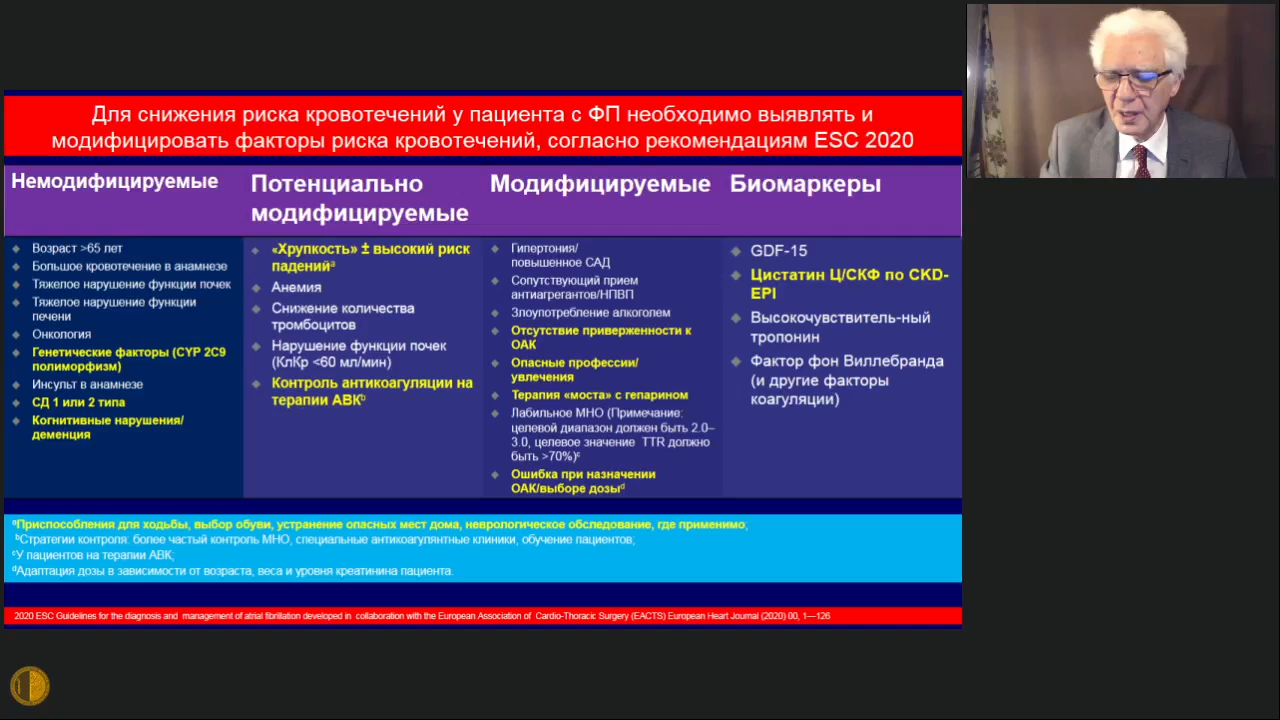 Для снижения риска кровотечений у пациента с ФП необходимо выявлять и
модифицировать факторы риска кровотечений, согласно рекомендациям ESC 2020
Немодифицируемые
Возраст >65 лет
Большое кровотечение в анамнезе
Тяжелое нарушение функции почек
Тяжелое нарушение функции
печени
Онкология
Генетические факторы (CYP 2C9
полиморфизм)
Инсульт в анамнезе
СД 1 или 2 типа
Когнитивные нарушения/
деменция
Потенциально
модифицируемые
«Хрупкость» ± высокий риск
паденийᵃ
Анемия
Снижение количества
тромбоцитов
Нарушение функции почек
(КлКр <60 мл/мин)
Контроль антикоагуляции на
терапии АВКᵇ
Модифицируемые
Гипертония/
повышенное САД
Сопутствующий прием
антиагрегантов/НПВП
Злоупотребление алкоголем
Отсутствие приверженности к
ОАК
Опасные профессии/
увлечения
Терапия «моста» с гепарином
Лабильное МНО (Примечание:
целевой диапазон должен быть 2.0–
3.0, целевое значение TTR должно
быть >70%)ᶜ
Ошибка при назначении
ОАК/выборе дозыᵈ
Биомаркеры
GDF-15
Цистатин Ц/СКФ по CKD-
EPI
Высокочувствитель-ный
тропонин
Фактор фон Виллебранда
(и другие факторы
коагуляции)
ᵃПриспособления для ходьбы, выбор обуви, устранение опасных мест дома, неврологическое обследование, где применимо;
ᵇСтратегии контроля: более частый контроль МНО, специальные антикоагулянтные клиники, обучение пациентов;
ᶜУ пациентов на терапии АВК;
ᵈАдаптация дозы в зависимости от возраста, веса и уровня креатинина пациента.
2020 ESC Guidelines for the diagnosis and management of atrial fibrillation developed in collaboration with the European Association of Cardio-Thoracic Surgery (EACTS) European Heart Journal (2020) 00, 1—126